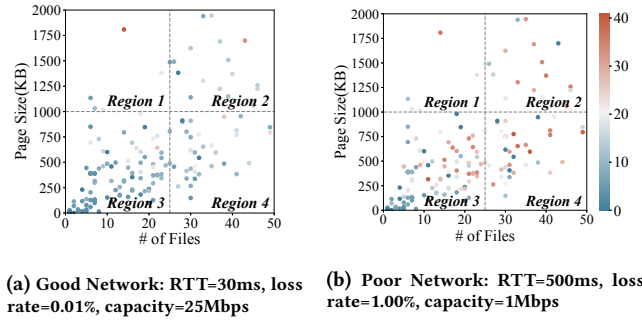 (a)
2000
1750
1500
1250
1000
750
500
250
0
Page Size(KB)
Region 1
Region 2
Region 3
Region 4
0 10 20 30 40 50
# of Files
(b)
2000
1750
1500
1250
1000
750
500
250
0
Page Size(KB)
Region 1
Region 2
Region 3
Region 4
0 10 20 30 40 50
# of Files
40
30
20
10
0
(a) Good Network: RTT=30ms, loss
rate=0.01%, capacity=25Mbps
(b) Poor Network: RTT=500ms, loss
rate=1.00%, capacity=1Mbps